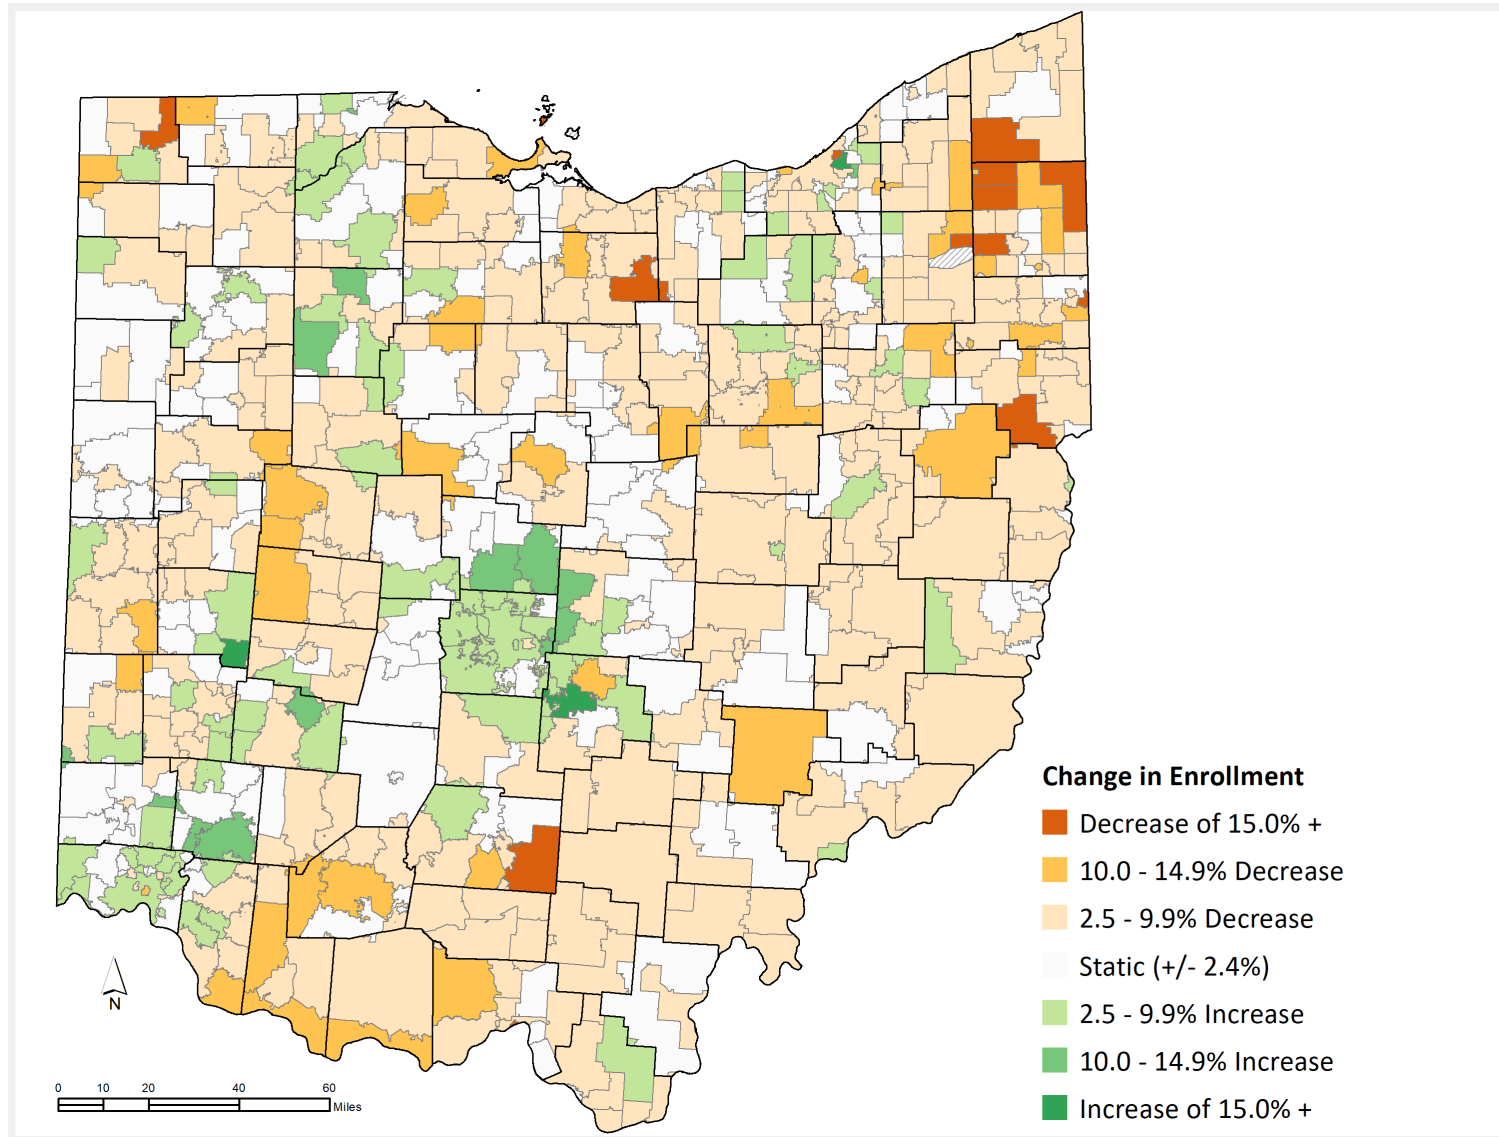 Change in Enrollment
Decrease of 15.0% +
10.0 - 14.9% Decrease
2.5 - 9.9% Decrease
Static (+/- 2.4%)
2.5 - 9.9% Increase
10.0 - 14.9% Increase
Increase of 15.0% +
N
0 10 20 40 60
Miles